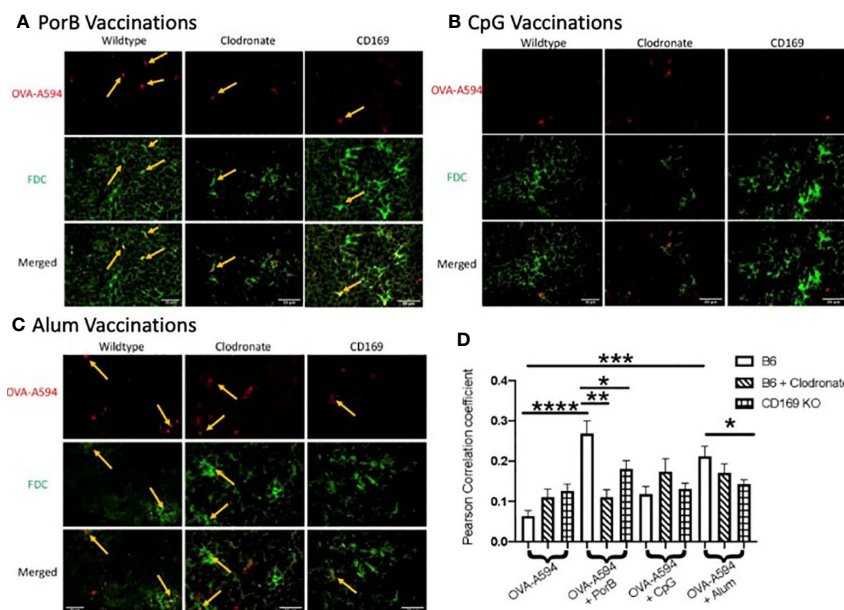 A PorB Vaccinations
Wildtype Clodronate CD169
OVA-A594
FDC
Merged
B CpG Vaccinations
Wildtype Clodronate CD169
OVA-A594
FDC
Merged
C Alum Vaccinations
Wildtype Clodronate CD169
OVA-A594
FDC
Merged
D
***
*
**
****
*
B6
B6 + Clodronate
CD169 KO
Pearson Correlation coefficient
0.4
0.3
0.2
0.1
0.0
OVA-A594
OVA-A594 + PorB
OVA-A594 + CpG
OVA-A594 + Alum